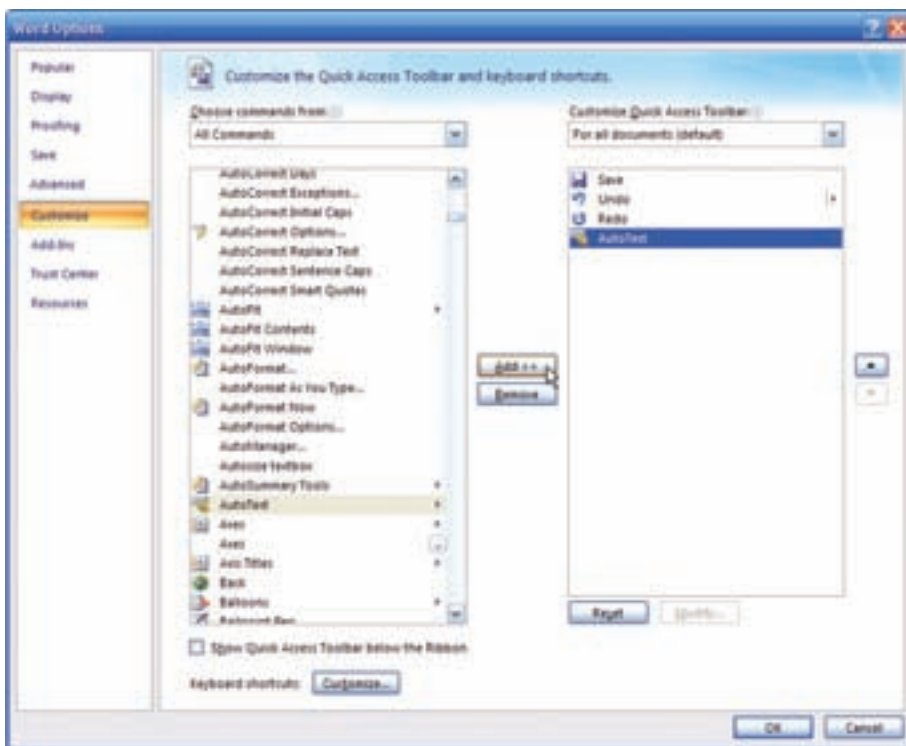 Word Options
Popular
Display
Proofing
Save
Advanced
Customize
Add-Ins
Trust Center
Resources
Customize the Quick Access Toolbar and keyboard shortcuts.
Choose commands from:
All Commands
AutoCorrect Days
AutoCorrect Exceptions...
AutoCorrect Initial Caps
AutoCorrect Options...
AutoCorrect Replace Text
AutoCorrect Sentence Caps
AutoCorrect Smart Quotes
AutoFit
AutoFit Contents
AutoFit Window
AutoFormat...
AutoFormat As You Type...
AutoFormat Now
AutoFormat Options...
AutoManager...
Autosize textbox
AutoSummary Tools
AutoText
Axes
Axes
Axis Titles
Back
Balloons
Ballpoint Pen
Show Quick Access Toolbar below the Ribbon
Keyboard shortcuts: Customize...
Add >>
Remove
Customize Quick Access Toolbar:
For all documents (default)
Save
Undo
Redo
AutoText
Reset
Modify...
OK
Cancel